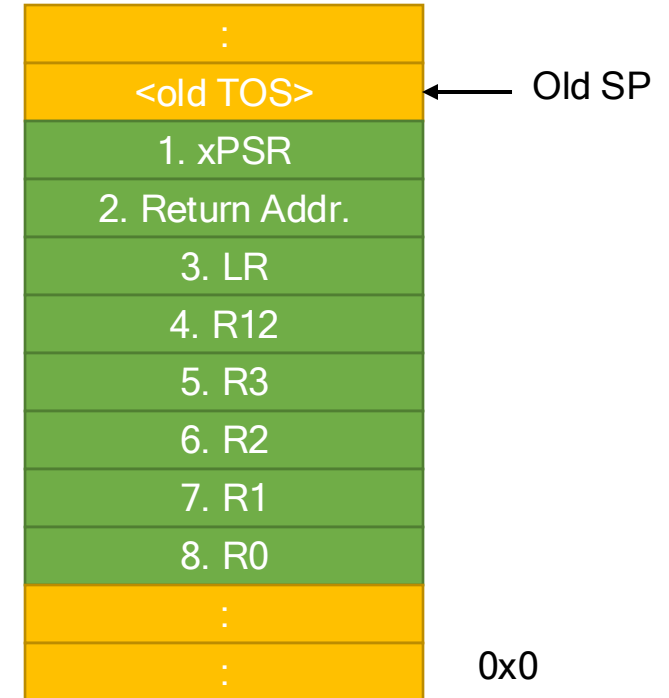 :
<old TOS>
Old SP
1. xPSR
2. Return Addr.
3. LR
4. R12
5. R3
6. R2
7. R1
8. R0
:
:
0x0